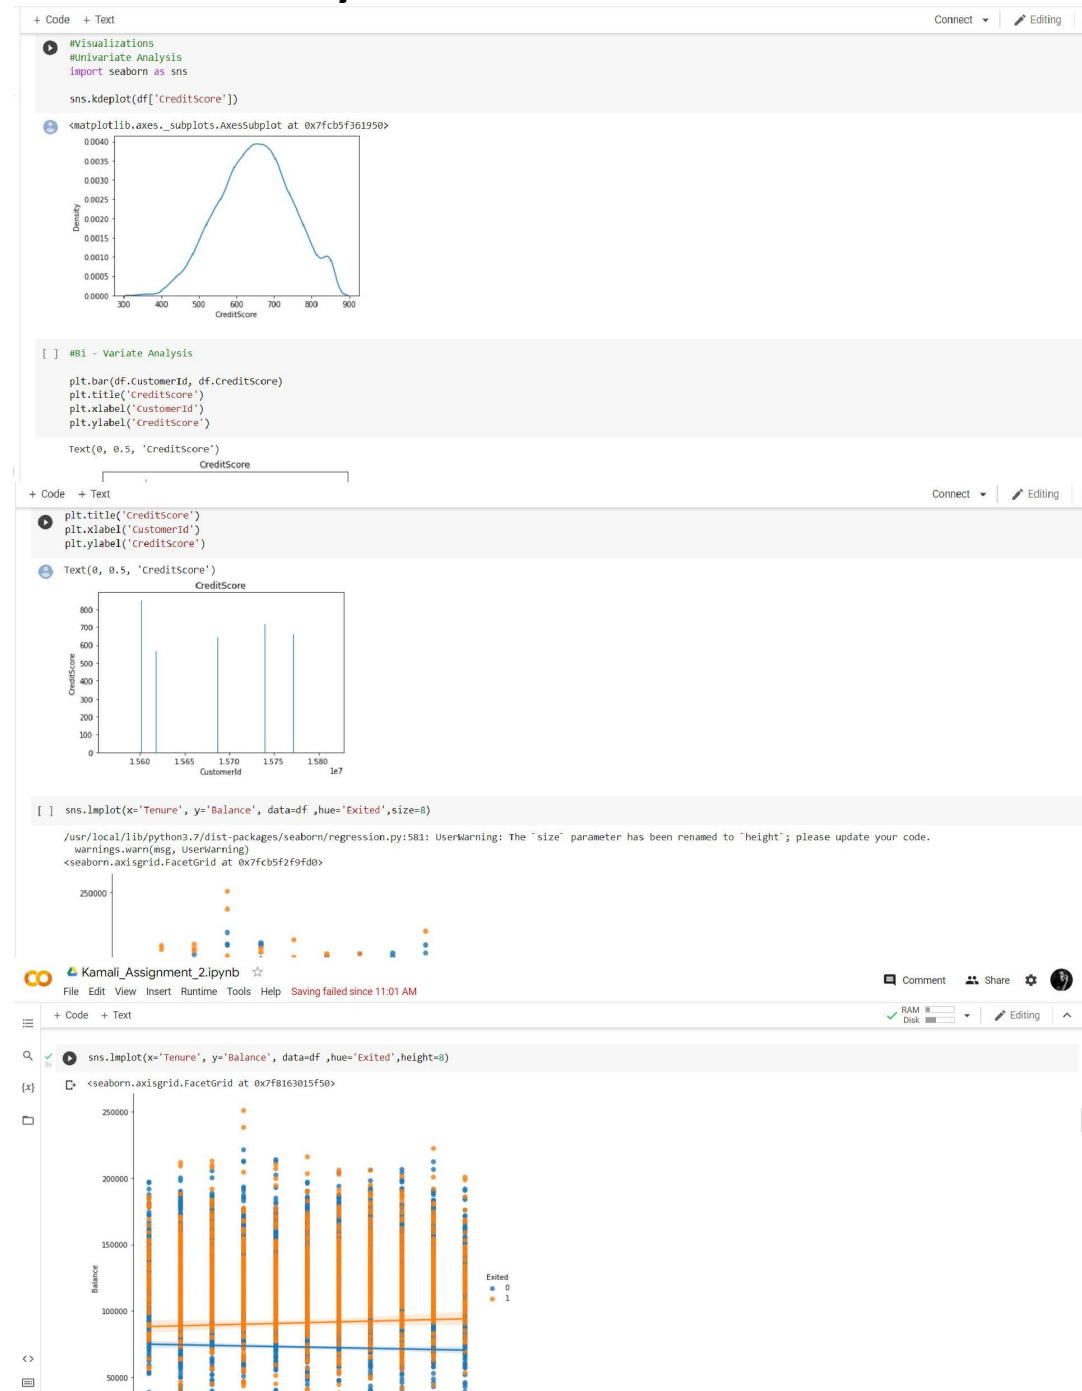 + Code + Text
Connect
Editing
#Visualizations
#Univariate Analysis
import seaborn as sns
sns.kdeplot(df['CreditScore'])
<matplotlib.axes._subplots.AxesSubplot at 0x7fcb5f361950>
0.0040
0.0035
0.0030
0.0025
0.0020
0.0015
0.0010
0.0005
0.0000
Density
300 400 500 600 700 800 900
CreditScore
[ ] #Bi - Variate Analysis
plt.bar(df.CustomerId, df.CreditScore)
plt.title('CreditScore')
plt.xlabel('CustomerId')
plt.ylabel('CreditScore')
Text(0, 0.5, 'CreditScore')
CreditScore
+ Code + Text
Connect
Editing
plt.title('CreditScore')
plt.xlabel('CustomerId')
plt.ylabel('CreditScore')
Text(0, 0.5, 'CreditScore')
CreditScore
800
700
600
500
400
300
200
100
0
CreditScore
1.560 1.565 1.570 1.575 1.580
CustomerId
1e7
[ ] sns.lmplot(x='Tenure', y='Balance', data=df ,hue='Exited',size=8)
/usr/local/lib/python3.7/dist-packages/seaborn/regression.py:581: UserWarning: The `size` parameter has been renamed to `height`; please update your code.
warnings.warn(msg, UserWarning)
<seaborn.axisgrid.FacetGrid at 0x7fcb5f2f9fd0>
250000
Kamali_Assignment_2.ipynb
Comment
Share
File Edit View Insert Runtime Tools Help Saving failed since 11:01 AM
+ Code + Text
RAM
Disk
Editing
sns.lmplot(x='Tenure', y='Balance', data=df ,hue='Exited',height=8)
<seaborn.axisgrid.FacetGrid at 0x7f8163015f50>
{x}
250000
200000
150000
100000
50000
Balance
Exited
0
1
<>